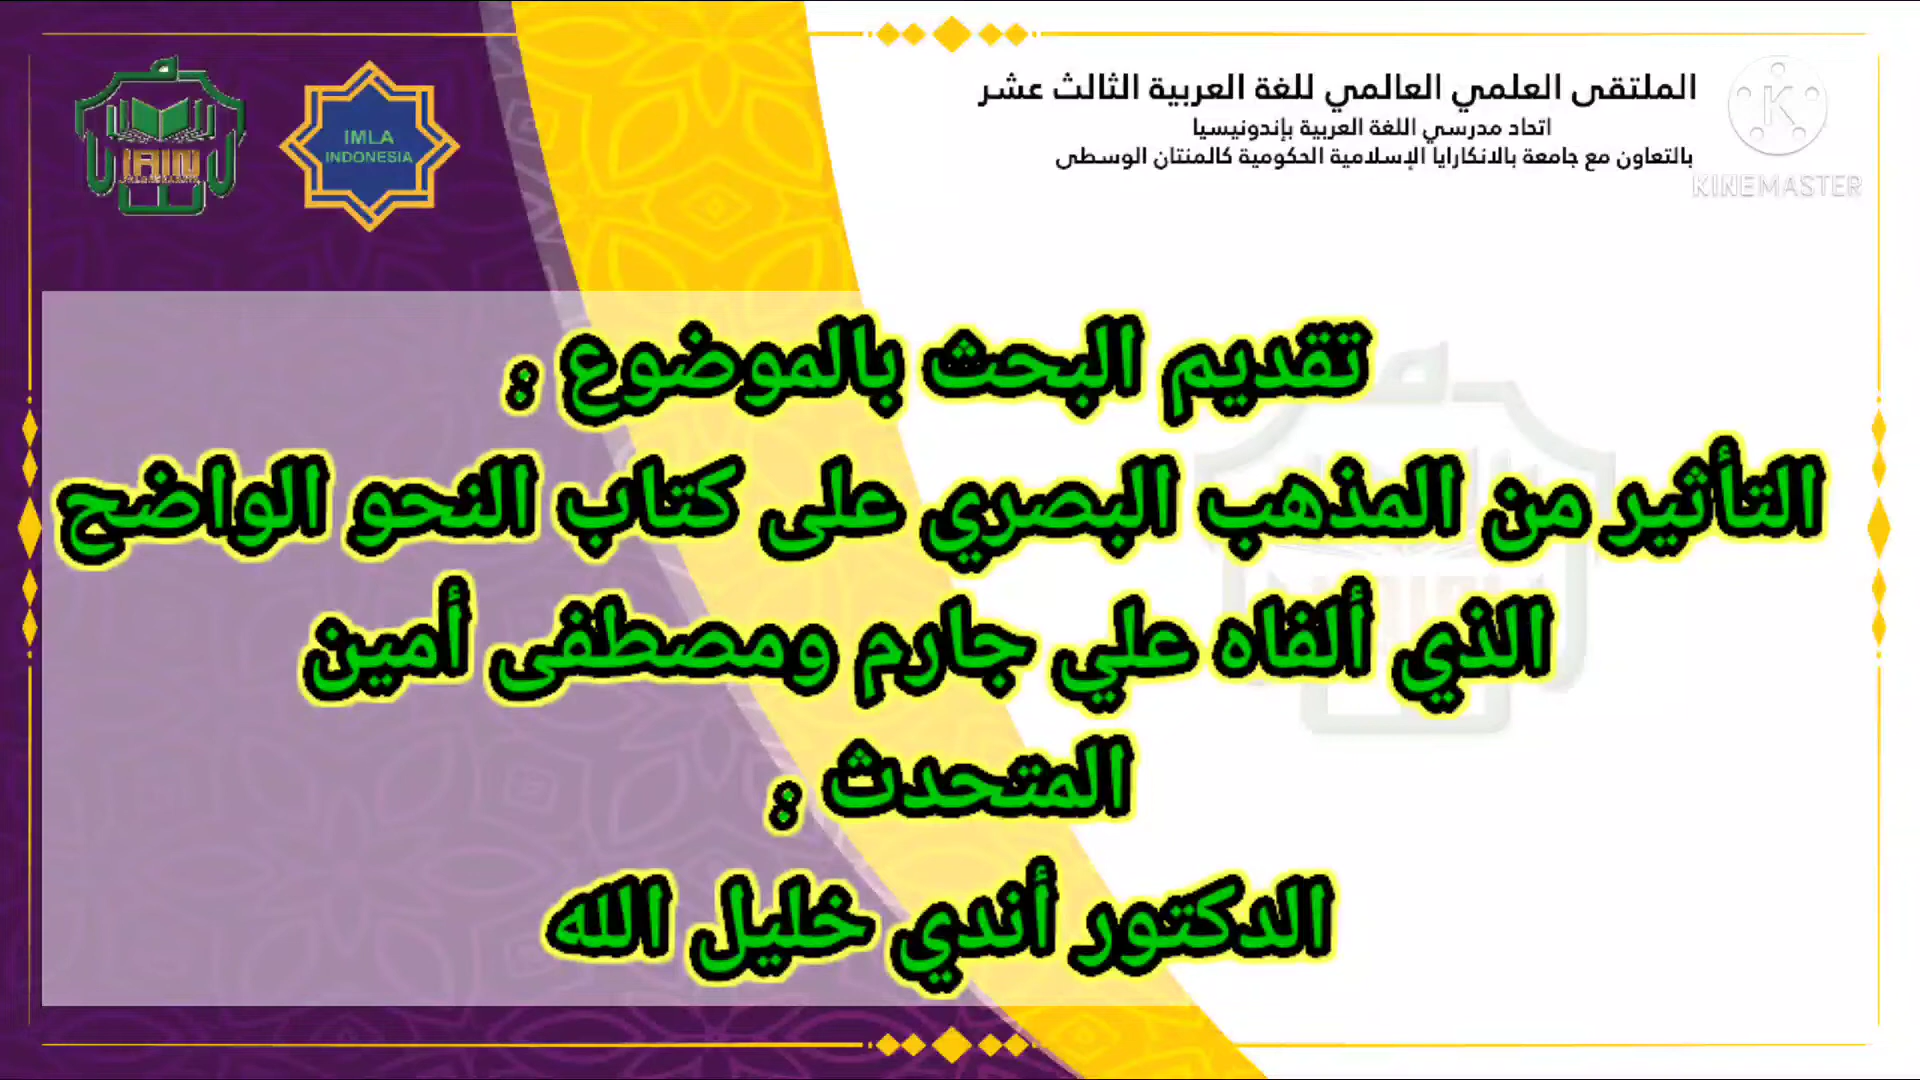 الملتقى العلمي العالمي للغة العربية الثالث عشر
اتحاد مدرسي اللغة العربية بإندونيسيا
بالتعاون مع جامعة بالانكارايا الإسلامية الحكومية كالمنتان الوسطى
IAIN
IMLA
INDONESIA
K
KINEMASTER
تقديم البحث بالموضوع :
التأثير من المذهب البصري على كتاب النحو الواضح
الذي ألفاه علي جارم ومصطفى أمين
المتحدث :
الدكتور أندي خليل الله